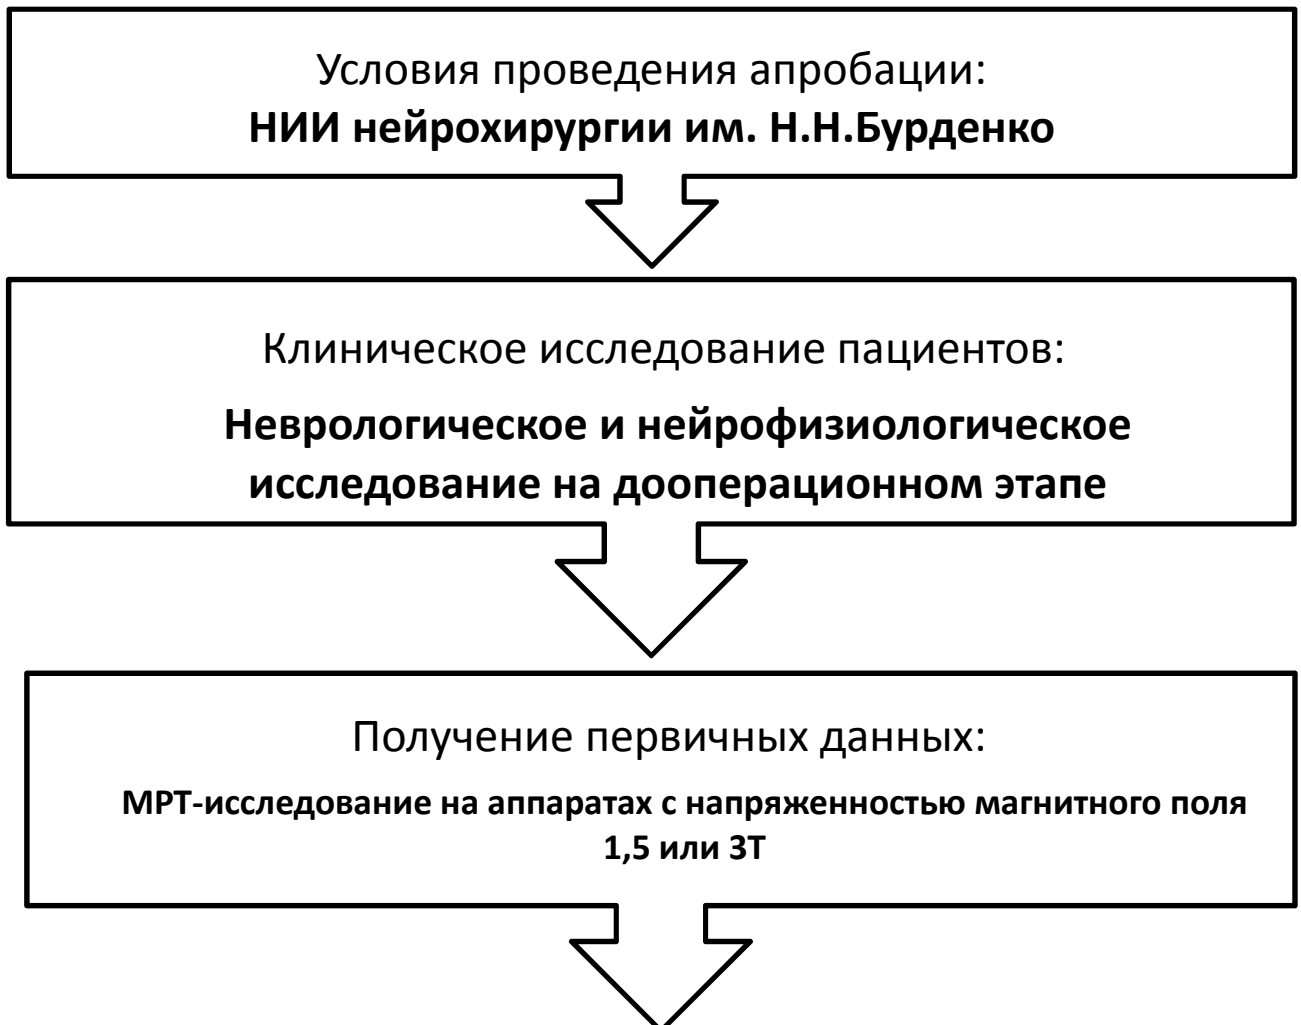 Условия проведения апробации:
НИИ нейрохирургии им. Н.Н.Бурденко
Клиническое исследование пациентов:
Неврологическое и нейрофизиологическое
исследование на дооперационном этапе
Получение первичных данных:
МРТ-исследование на аппаратах с напряженностью магнитного поля
1,5 или 3Т